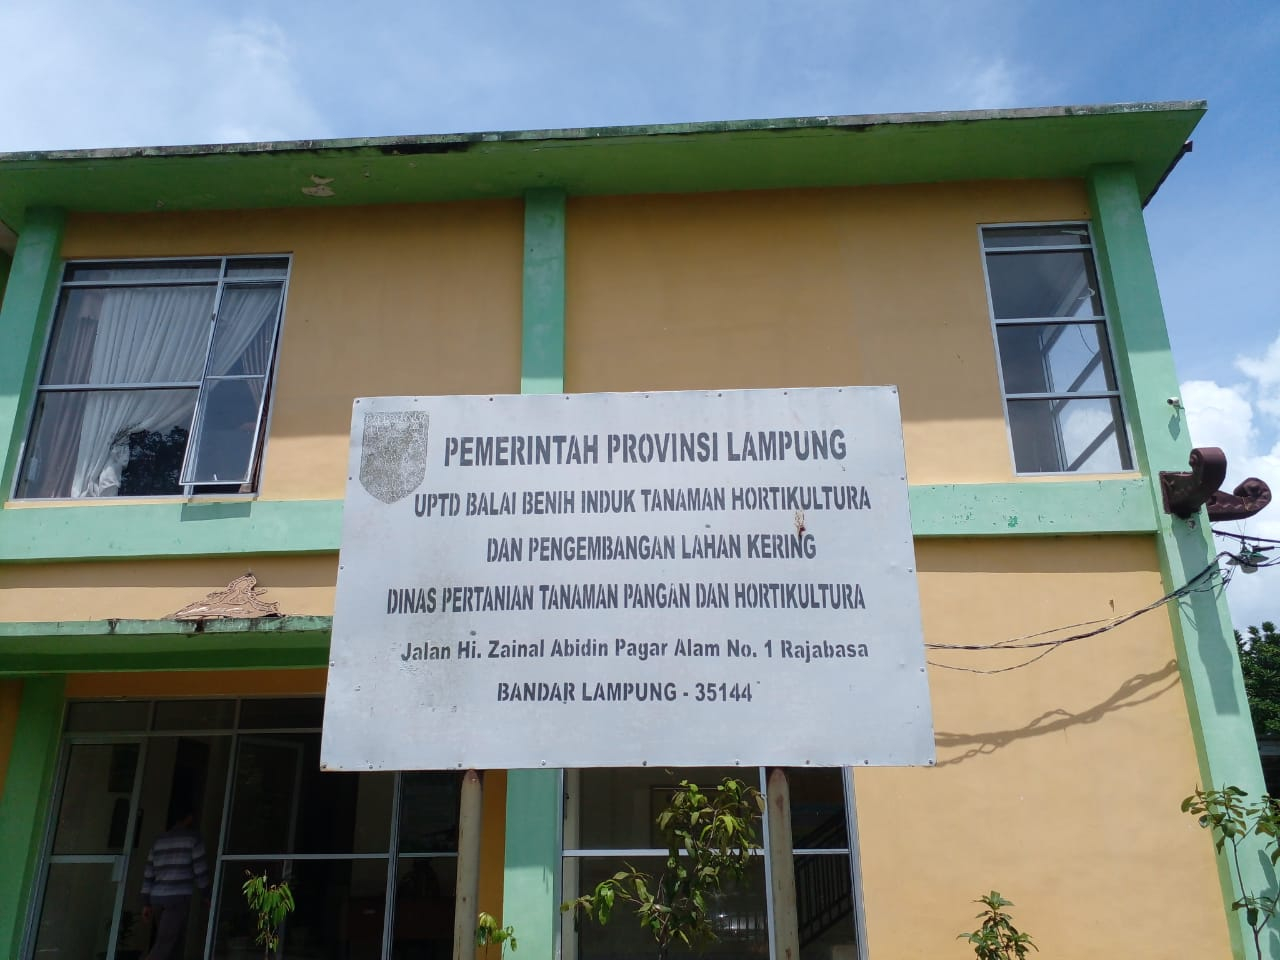 PEMERINTAH PROVINSI LAMPUNG
UPTD BALAI BENIH INDUK TANAMAN HORTIKULTURA
DAN PENGEMBANGAN LAHAN KERING
DINAS PERTANIAN TANAMAN PANGAN DAN HORTIKULTURA
Jalan Hi. Zainal Abidin Pagar Alam No. 1 Rajabasa
BANDAR LAMPUNG - 35144